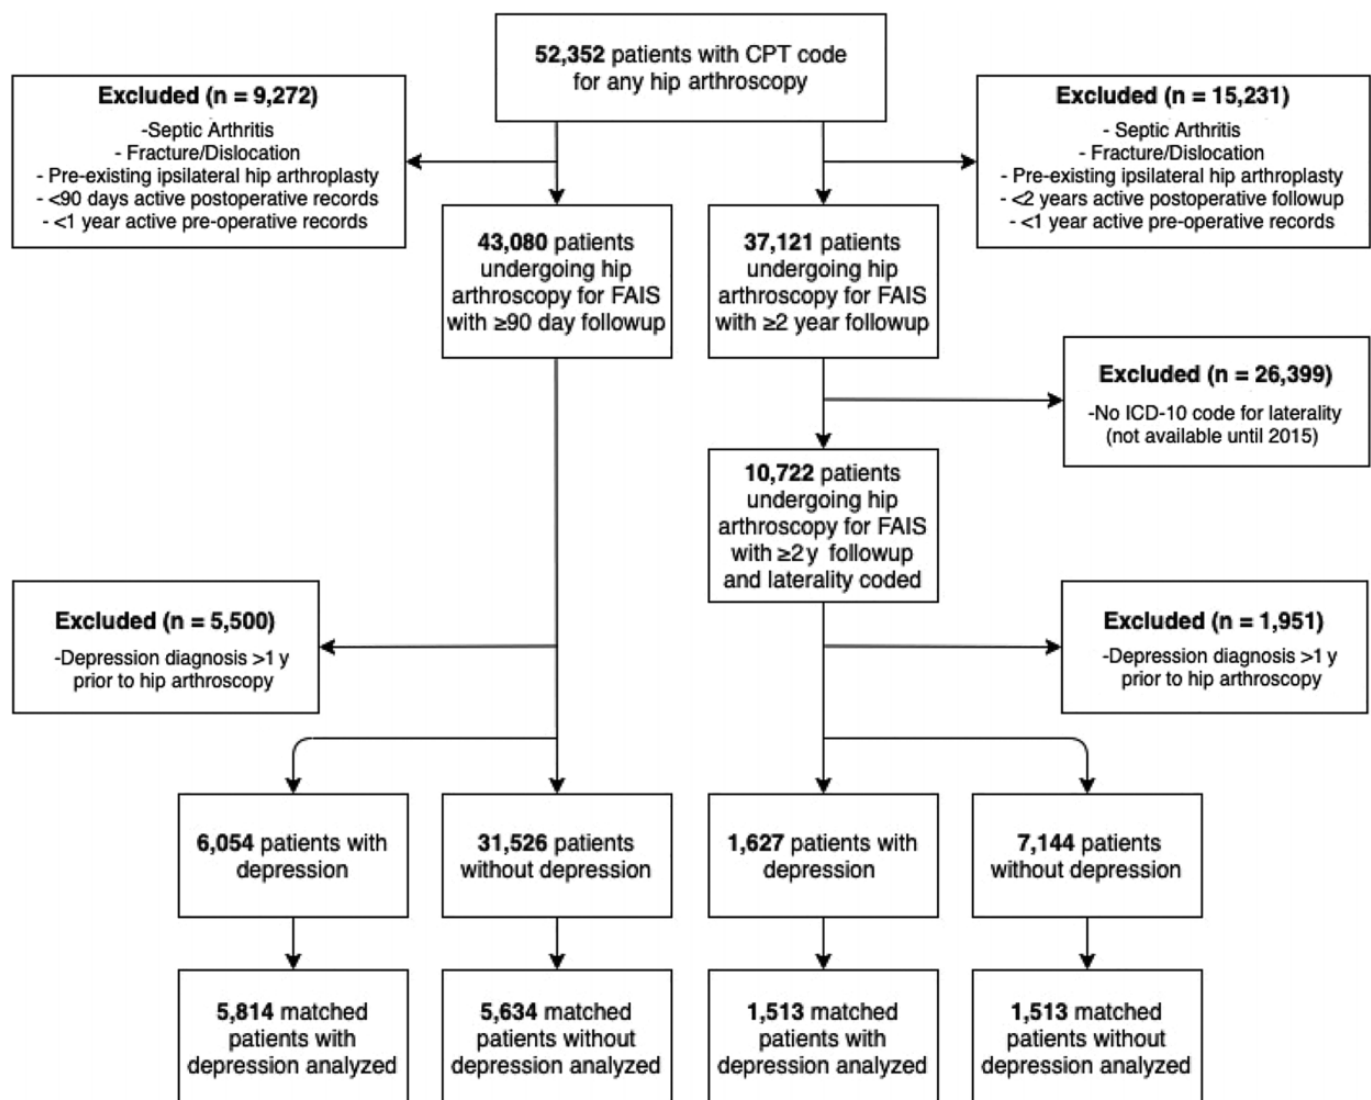 52,352 patients with CPT code
for any hip arthroscopy
Excluded (n = 9,272)
-Septic Arthritis
- Fracture/Dislocation
- Pre-existing ipsilateral hip arthroplasty
- <90 days active postoperative records
- <1 year active pre-operative records
Excluded (n = 15,231)
- Septic Arthritis
- Fracture/Dislocation
- Pre-existing ipsilateral hip arthroplasty
- <2 years active postoperative followup
- <1 year active pre-operative records
43,080 patients
undergoing hip
arthroscopy for FAIS
with ≥90 day followup
37,121 patients
undergoing hip
arthroscopy for FAIS
with ≥2 year followup
Excluded (n = 26,399)
-No ICD-10 code for laterality
(not available until 2015)
10,722 patients
undergoing hip
arthroscopy for FAIS
with ≥2y followup
and laterality coded
Excluded (n = 5,500)
-Depression diagnosis >1 y
prior to hip arthroscopy
Excluded (n = 1,951)
-Depression diagnosis >1 y
prior to hip arthroscopy
6,054 patients with
depression
31,526 patients
without depression
1,627 patients with
depression
7,144 patients
without depression
5,814 matched
patients with
depression analyzed
5,634 matched
patients without
depression analyzed
1,513 matched
patients with
depression analyzed
1,513 matched
patients without
depression analyzed